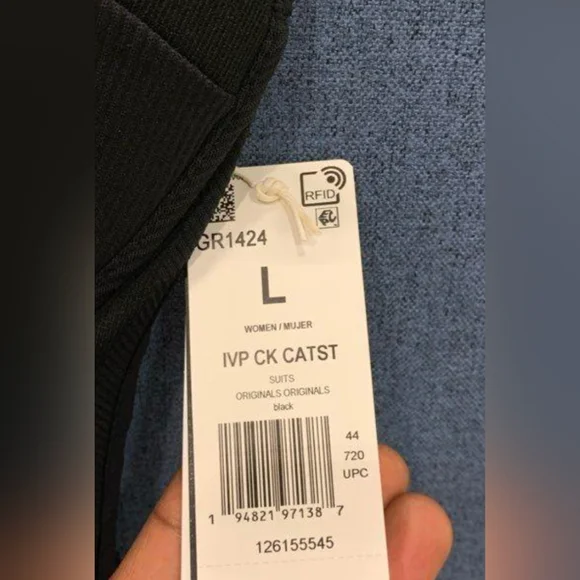 RFID
GR1424
L
WOMEN / MUJER
IVP CK CATST
SUITS
ORIGINALS ORIGINALS
black
44
720
UPC
1 94821 97138 7
126155545